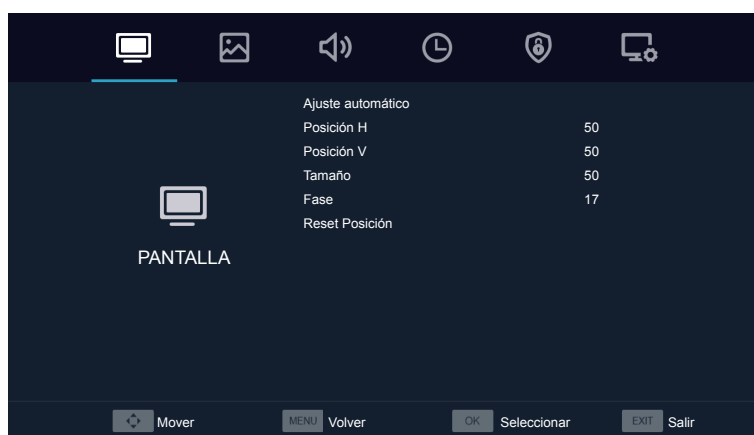 Ajuste automático
Posición H 50
Posición V 50
Tamaño 50
Fase 17
Reset Posición
PANTALLA
Mover MENU Volver OK Seleccionar EXIT Salir